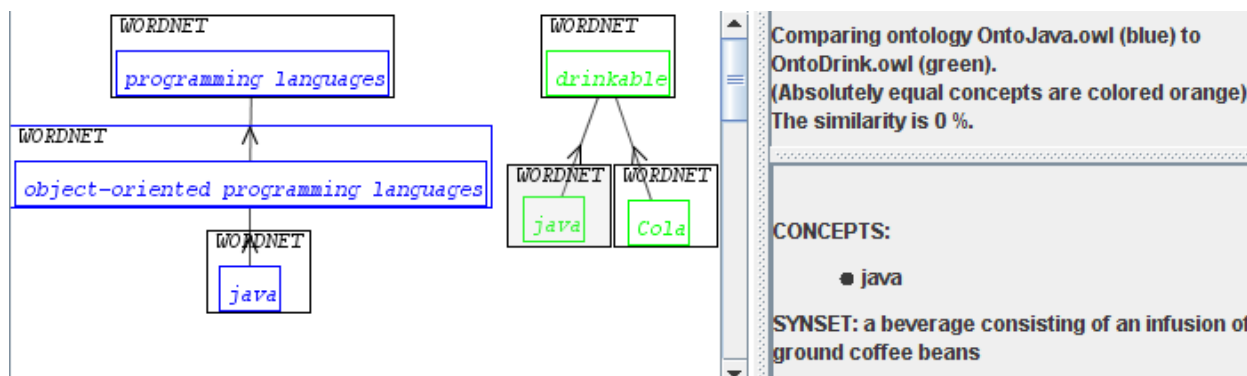 WORDNET
programming languages
WORDNET
object-oriented programming languages
WORDNET
java
WORDNET
drinkable
WORDNET
java
WORDNET
Cola
Comparing ontology OntoJava.owl (blue) to
OntoDrink.owl (green).
(Absolutely equal concepts are colored orange)
The similarity is 0 %.
CONCEPTS:
java
SYNSET: a beverage consisting of an infusion of
ground coffee beans